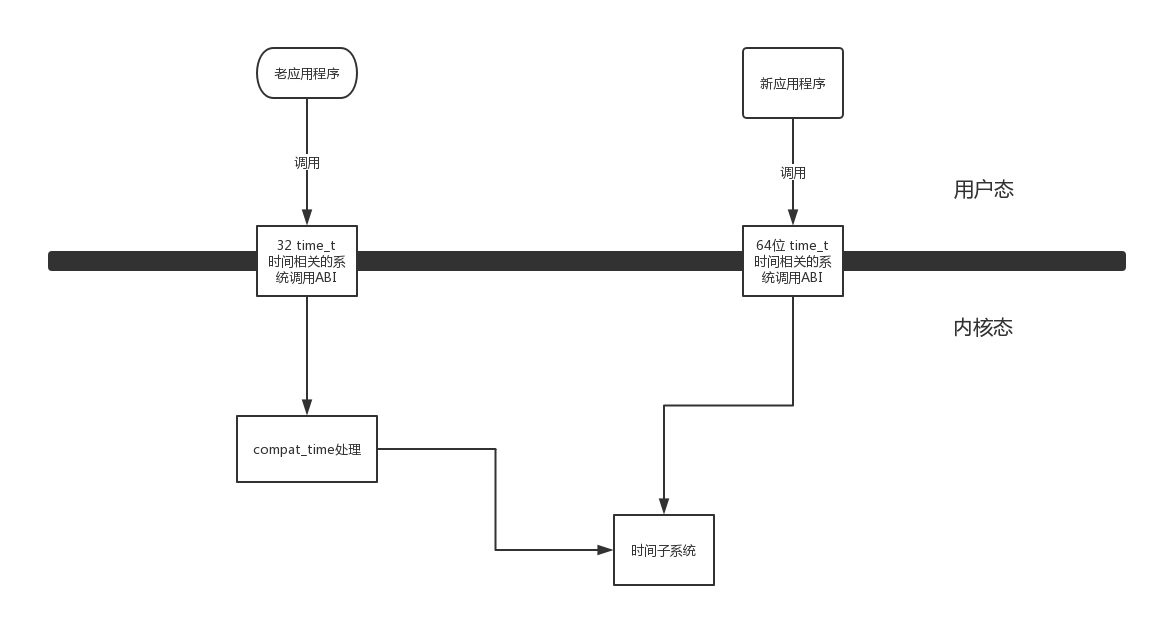 老应用程序
新应用程序
调用
调用
用户态
32 time_t
时间相关的系
统调用ABI
64位 time_t
时间相关的系
统调用ABI
内核态
compat_time处理
时间子系统